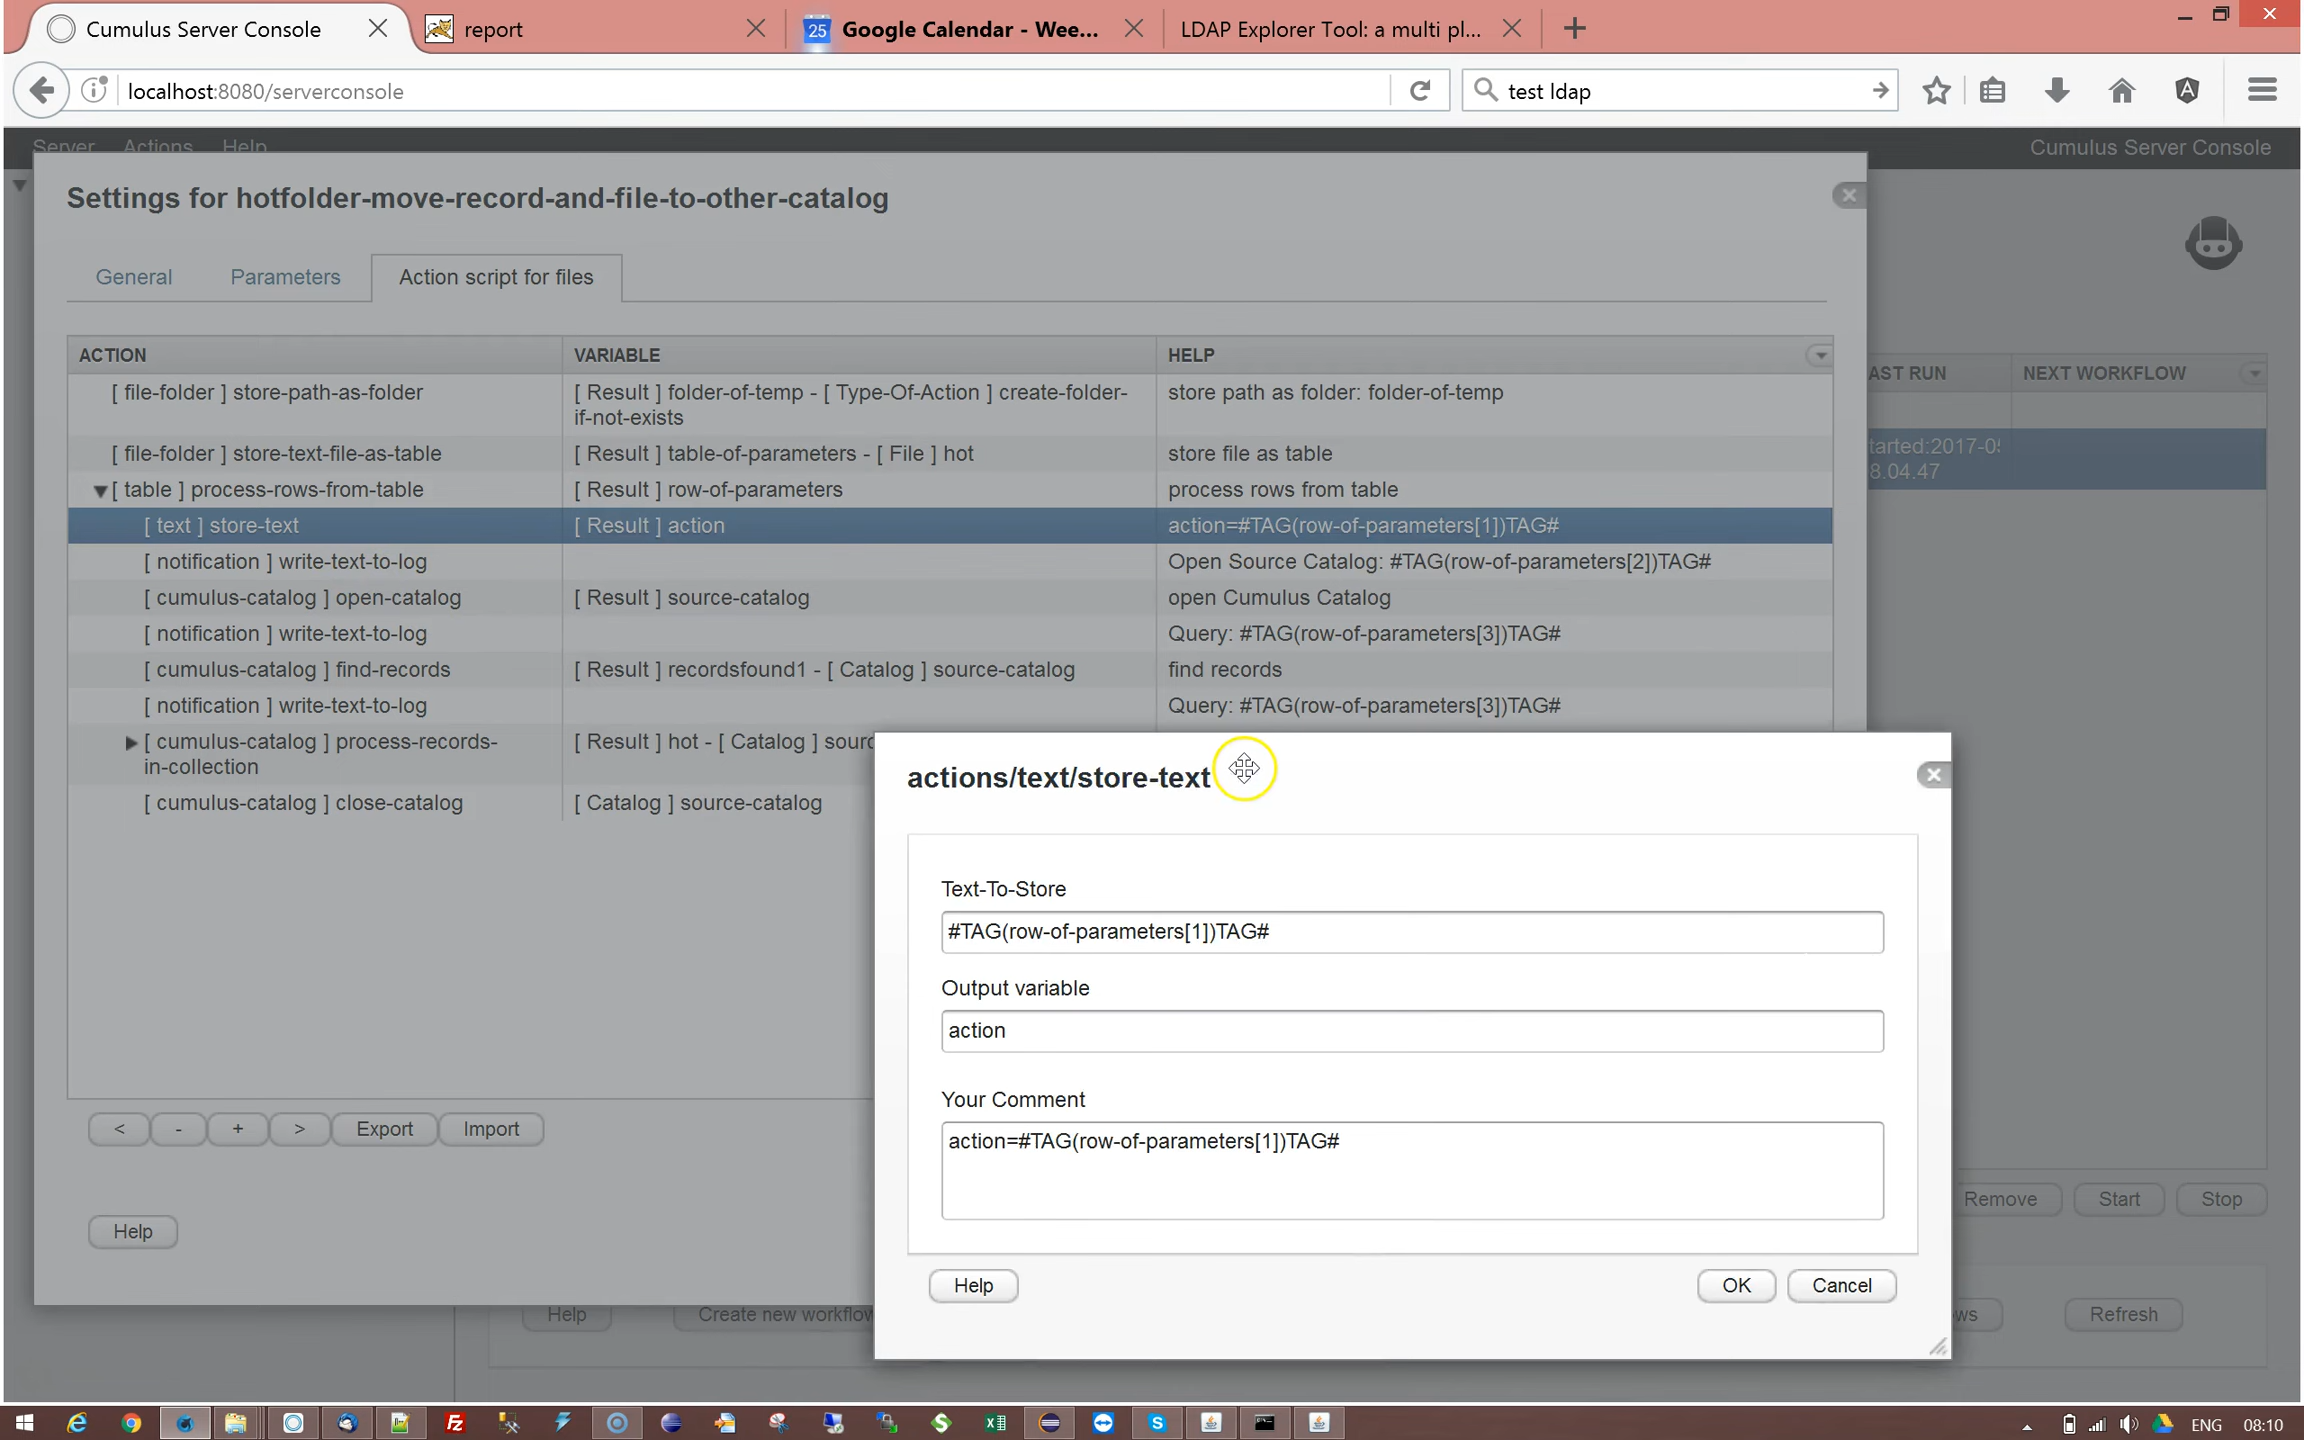 Cumulus Server Console
report
25
Google Calendar - Wee...
LDAP Explorer Tool: a multi pl...
localhost:8080/serverconsole
test ldap
Server Actions Help
Cumulus Server Console
Settings for hotfolder-move-record-and-file-to-other-catalog
General
Parameters
Action script for files
ACTION VARIABLE HELP
[ file-folder ] store-path-as-folder
[ Result ] folder-of-temp - [ Type-Of-Action ] create-folder-
if-not-exists
store path as folder: folder-of-temp
[ file-folder ] store-text-file-as-table
[ Result ] table-of-parameters - [ File ] hot
store file as table
[ table ] process-rows-from-table
[ Result ] row-of-parameters
process rows from table
[ text ] store-text
[ Result ] action
action=#TAG(row-of-parameters[1])TAG#
[ notification ] write-text-to-log
Open Source Catalog: #TAG(row-of-parameters[2])TAG#
[ cumulus-catalog ] open-catalog
[ Result ] source-catalog
open Cumulus Catalog
[ notification ] write-text-to-log
Query: #TAG(row-of-parameters[3])TAG#
[ cumulus-catalog ] find-records
[ Result ] recordsfound1 - [ Catalog ] source-catalog
find records
[ notification ] write-text-to-log
Query: #TAG(row-of-parameters[3])TAG#
[ cumulus-catalog ] process-records-
in-collection
[ Result ] hot - [ Catalog ] sourc
[ cumulus-catalog ] close-catalog
[ Catalog ] source-catalog
AST RUN
NEXT WORKFLOW
tarted:2017-05
8.04.47
< - + > Export Import
Help
actions/text/store-text
Text-To-Store
#TAG(row-of-parameters[1])TAG#
Output variable
action
Your Comment
action=#TAG(row-of-parameters[1])TAG#
Help
OK
Cancel
Remove
Start
Stop
Help
Create new workflow
ws
Refresh
ENG
08:10